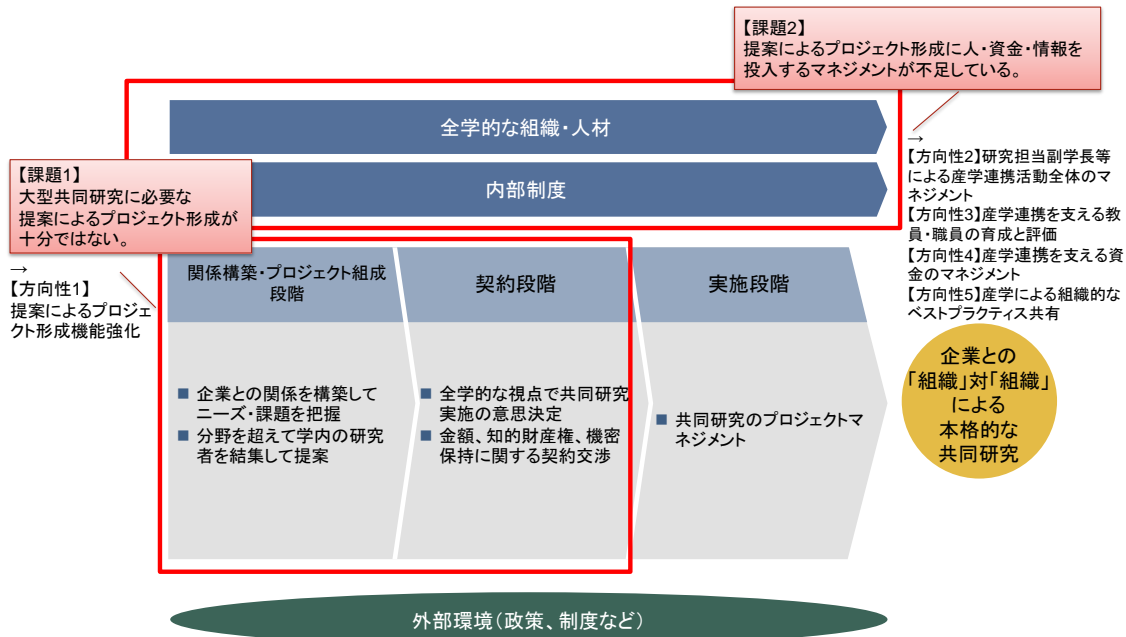 【課題2】
提案によるプロジェクト形成に人・資金・情報を
投入するマネジメントが不足している。
全学的な組織・人材
内部制度
【課題1】
大型共同研究に必要な
提案によるプロジェクト形成が
十分ではない。
→
【方向性1】
提案によるプロジェ
クト形成機能強化
→
【方向性2】研究担当副学長等
による産学連携活動全体のマ
ネジメント
【方向性3】産学連携を支える教
員・職員の育成と評価
【方向性4】産学連携を支える資
金のマネジメント
【方向性5】産学による組織的な
ベストプラクティス共有
関係構築・プロジェクト組成
段階
契約段階
実施段階
■ 企業との関係を構築して
ニーズ・課題を把握
■ 分野を超えて学内の研究
者を結集して提案
■ 全学的な視点で共同研究
実施の意思決定
■ 金額、知的財産権、機密
保持に関する契約交渉
■ 共同研究のプロジェクトマ
ネジメント
企業との
「組織」対「組織」
による
本格的な
共同研究
外部環境(政策、制度など)